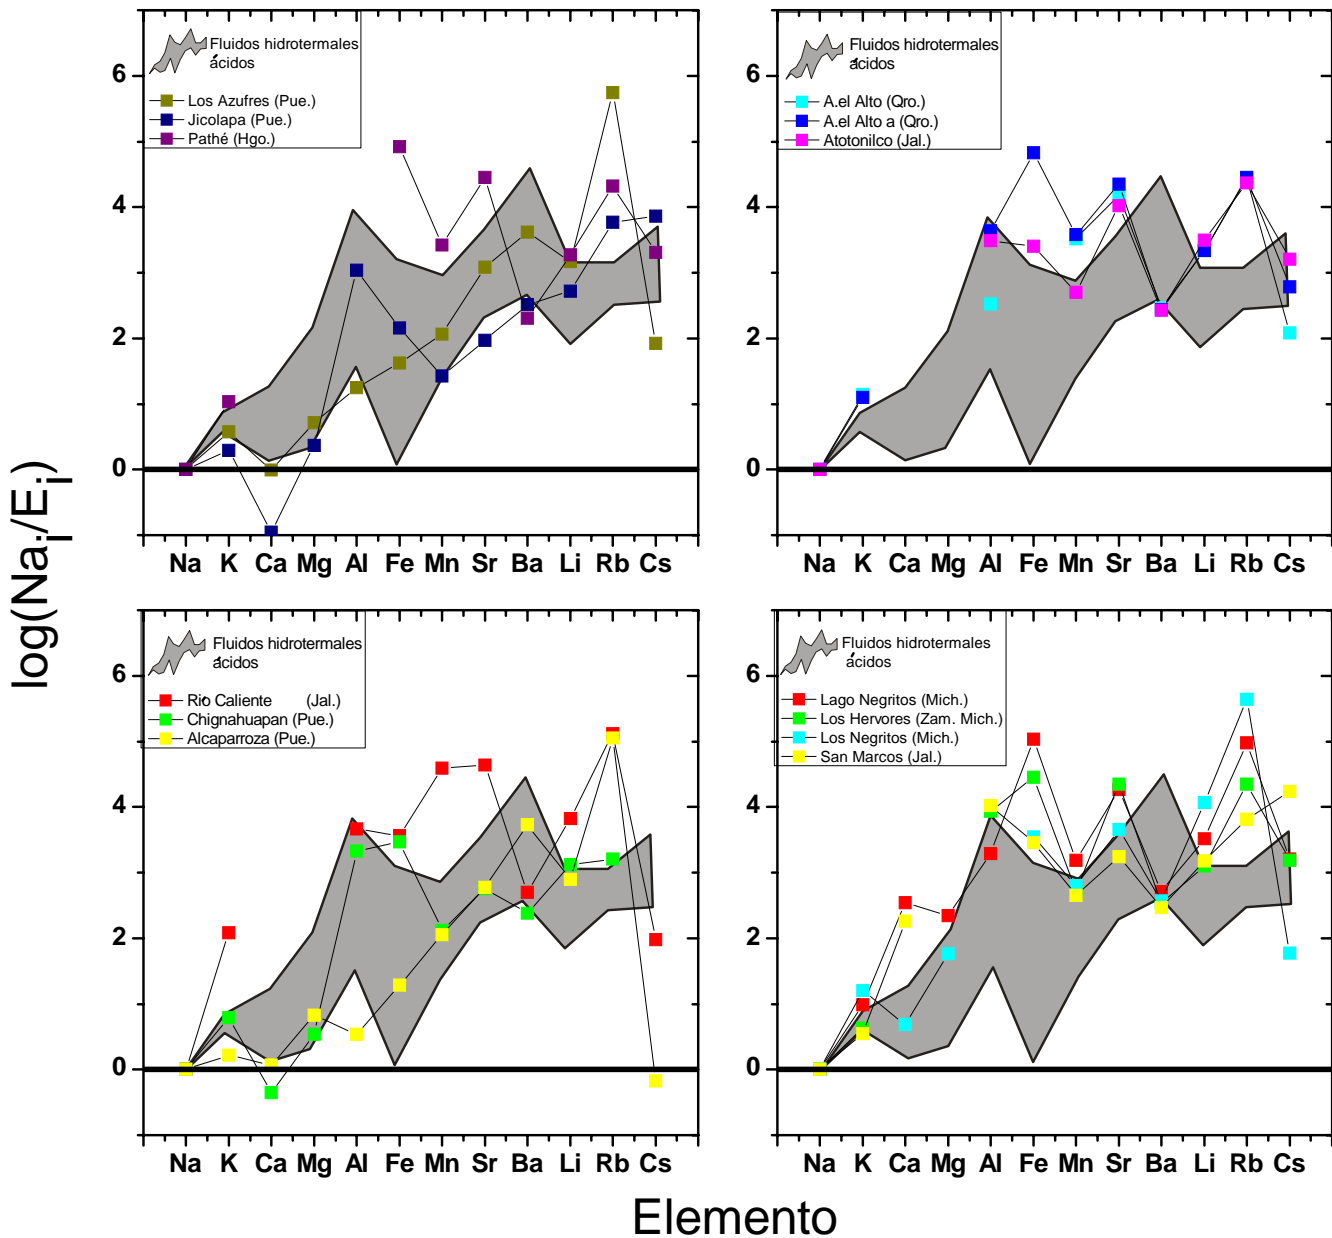 log(Na_i/E_i)
6
4
2
0
Fluidos hidrotermales
ácidos
Los Azufres (Pue.)
Jicolapa (Pue.)
Pathé (Hgo.)
Na K Ca Mg Al Fe Mn Sr Ba Li Rb Cs
6
4
2
0
Fluidos hidrotermales
ácidos
A.el Alto (Qro.)
A.el Alto a (Qro.)
Atotonilco (Jal.)
Na K Ca Mg Al Fe Mn Sr Ba Li Rb Cs
6
4
2
0
Fluidos hidrotermales
ácidos
Rio Caliente (Jal.)
Chignahuapan (Pue.)
Alcaparroza (Pue.)
Na K Ca Mg Al Fe Mn Sr Ba Li Rb Cs
6
4
2
0
Fluidos hidrotermales
ácidos
Lago Negritos (Mich.)
Los Hervores (Zam. Mich.)
Los Negritos (Mich.)
San Marcos (Jal.)
Na K Ca Mg Al Fe Mn Sr Ba Li Rb Cs
Elemento